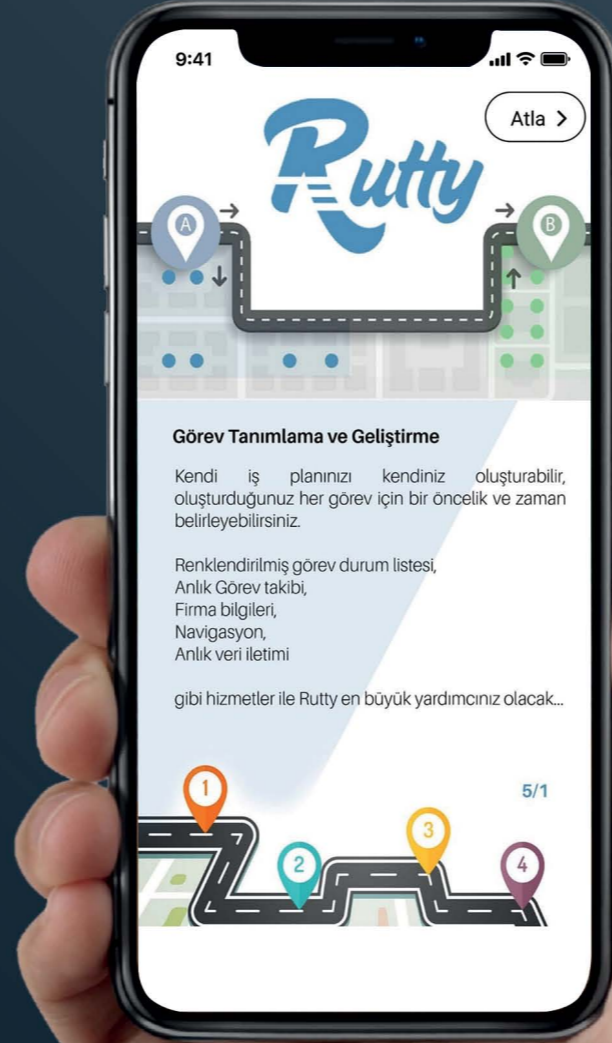 9:41
Atla >
Rutty
A
B
Görev Tanımlama ve Geliştirme
Kendi iş planınızı kendiniz oluşturabilir,
oluşturduğunuz her görev için bir öncelik ve zaman
belirleyebilirsiniz.
Renklendirilmiş görev durum listesi,
Anlık Görev takibi,
Firma bilgileri,
Navigasyon,
Anlık veri iletimi
gibi hizmetler ile Rutty en büyük yardımcınız olacak...
5/1
1
2
3
4